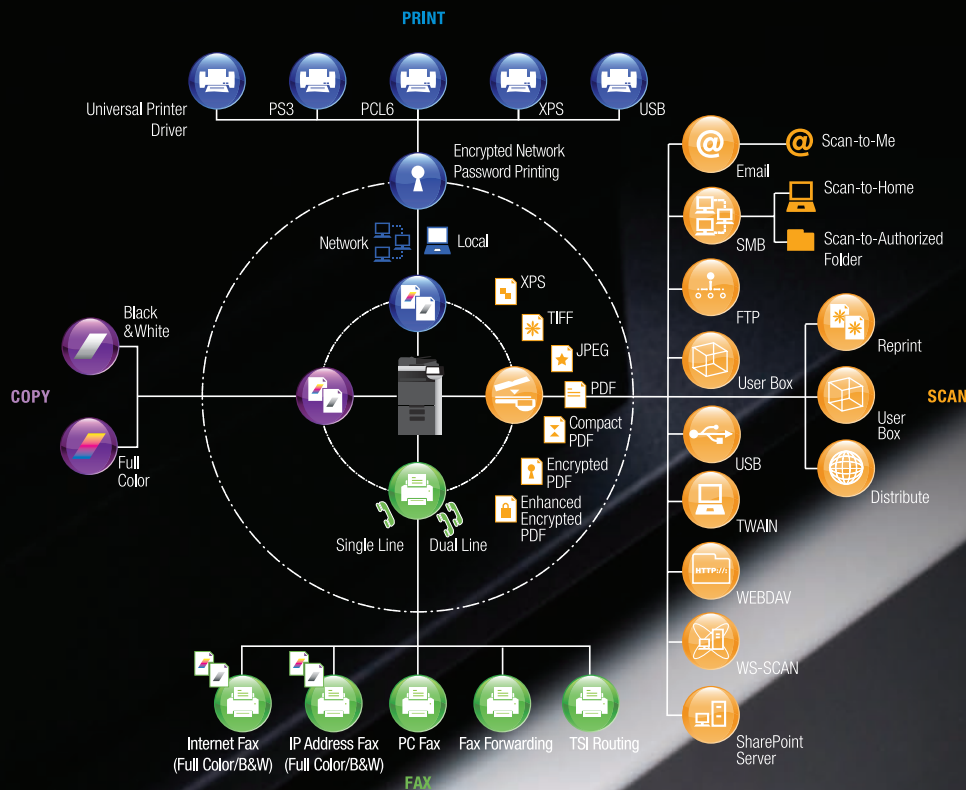 PRINT
Universal Printer
Driver
PS3
PCL6
XPS
USB
Encrypted Network
Password Printing
Network
Local
Email
Scan-to-Me
SMB
Scan-to-Home
Scan-to-Authorized
Folder
FTP
User Box
Reprint
User
Box
Distribute
SCAN
USB
TWAIN
HTTP://:
WEBDAV
WS-SCAN
SharePoint
Server
XPS
TIFF
JPEG
PDF
Compact
PDF
Encrypted
PDF
Enhanced
Encrypted
PDF
Black
&White
COPY
Full
Color
Single Line
Dual Line
Internet Fax
(Full Color/B&W)
IP Address Fax
(Full Color/B&W)
PC Fax
Fax Forwarding
TSI Routing
FAX